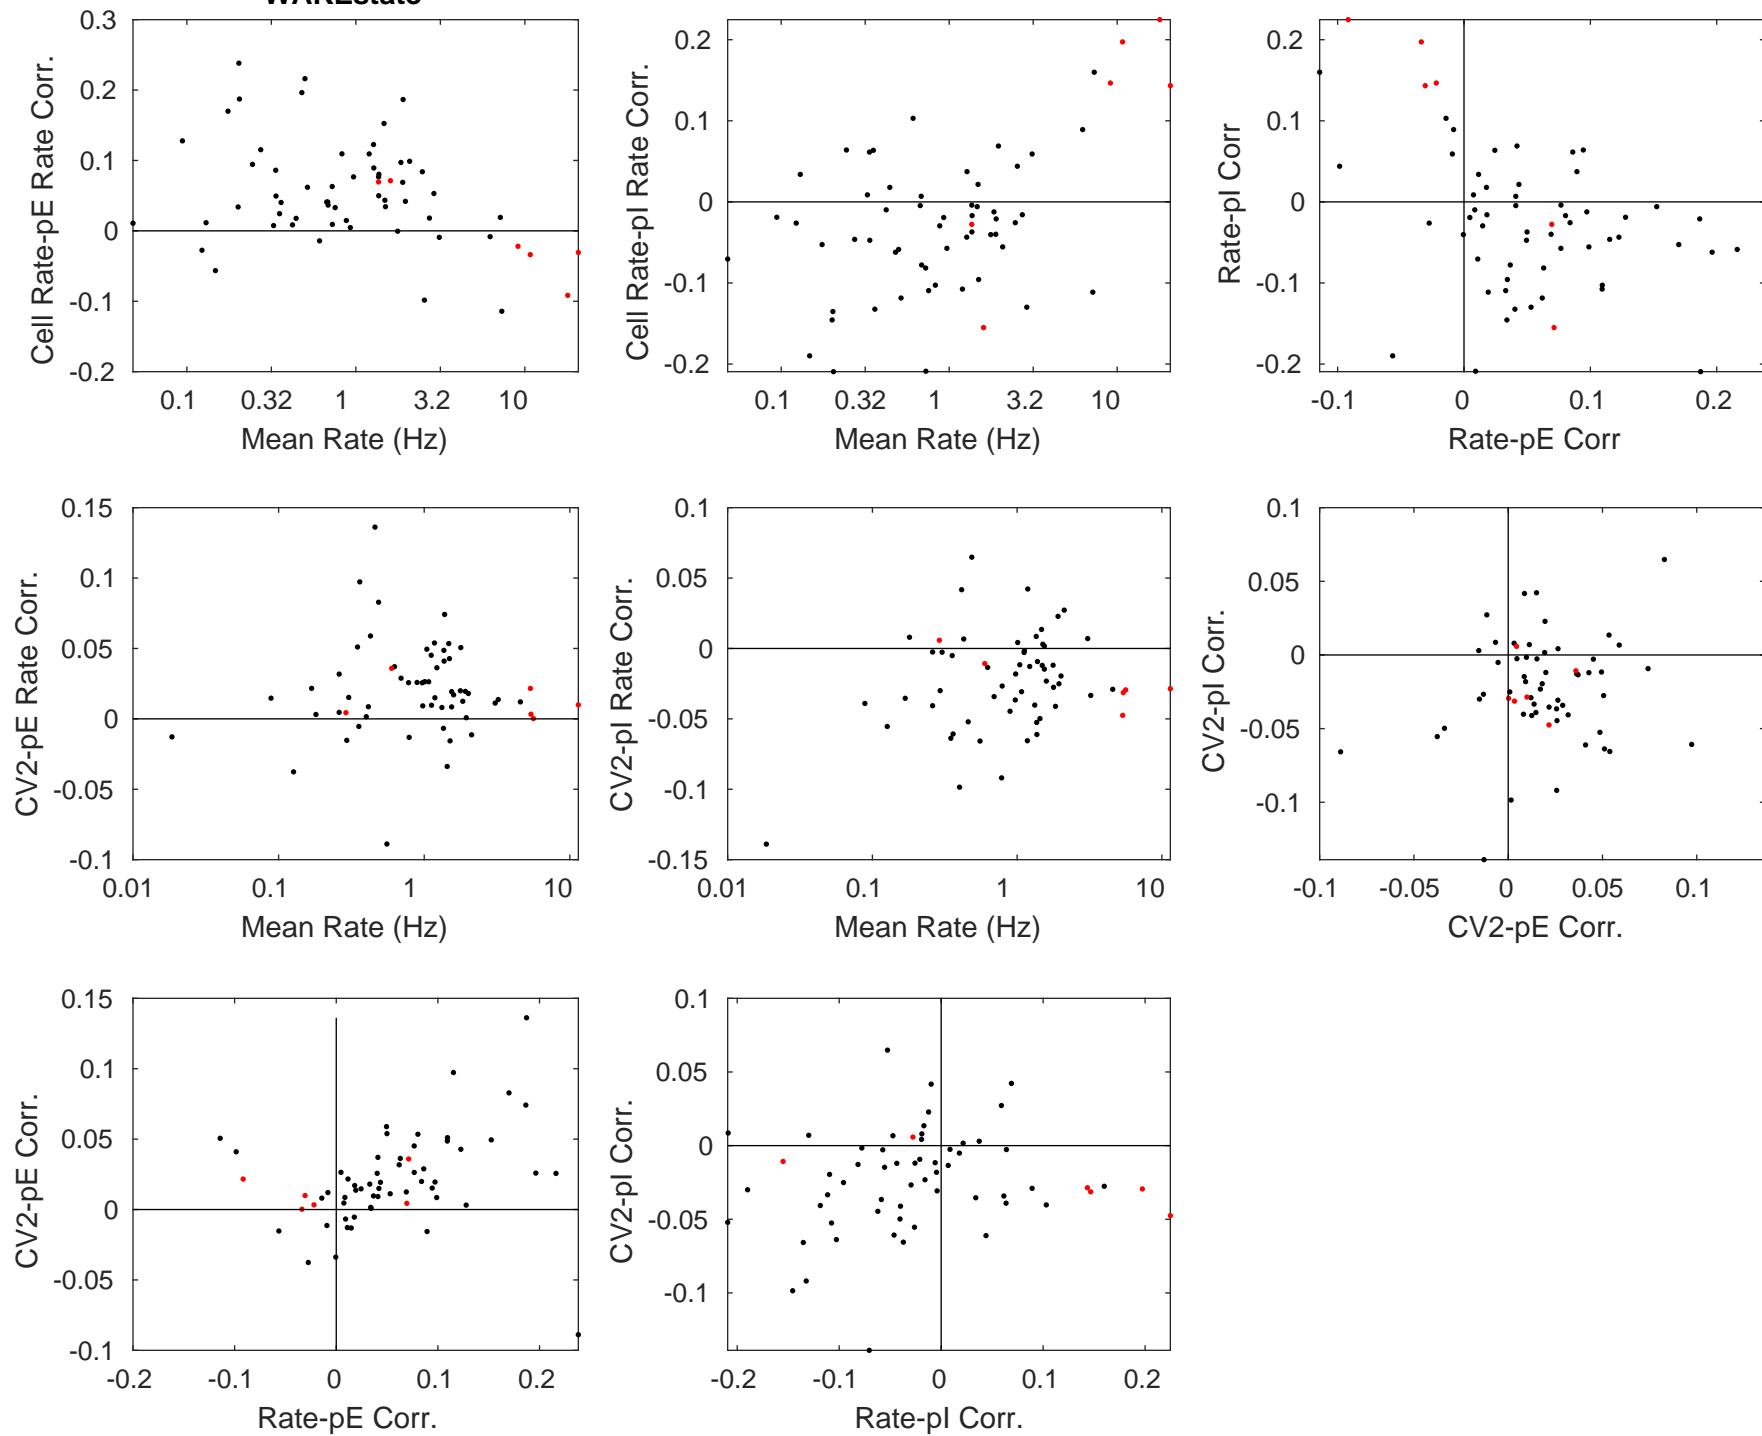 WAKEstate
0.3
0.2
0.1
0
-0.1
-0.2
0.1 0.32 1 3.2 10
Mean Rate (Hz)
Cell Rate-pE Rate Corr.
0.2
0.1
0
-0.1
-0.2
0.1 0.32 1 3.2 10
Mean Rate (Hz)
Cell Rate-pI Rate Corr.
0.2
0.1
0
-0.1
-0.2
-0.1 0 0.1 0.2
Rate-pE Corr
Rate-pI Corr
0.15
0.1
0.05
0
-0.05
-0.1
0.01 0.1 1 10
Mean Rate (Hz)
CV2-pE Rate Corr.
0.1
0.05
0
-0.05
-0.1
-0.15
0.01 0.1 1 10
Mean Rate (Hz)
CV2-pI Rate Corr.
0.1
0.05
0
-0.05
-0.1
-0.1 -0.05 0 0.05 0.1
CV2-pE Corr.
CV2-pI Corr.
0.15
0.1
0.05
0
-0.05
-0.1
-0.2 -0.1 0 0.1 0.2
Rate-pE Corr.
CV2-pE Corr.
0.1
0.05
0
-0.05
-0.1
-0.2 -0.1 0 0.1 0.2
Rate-pI Corr.
CV2-pI Corr.